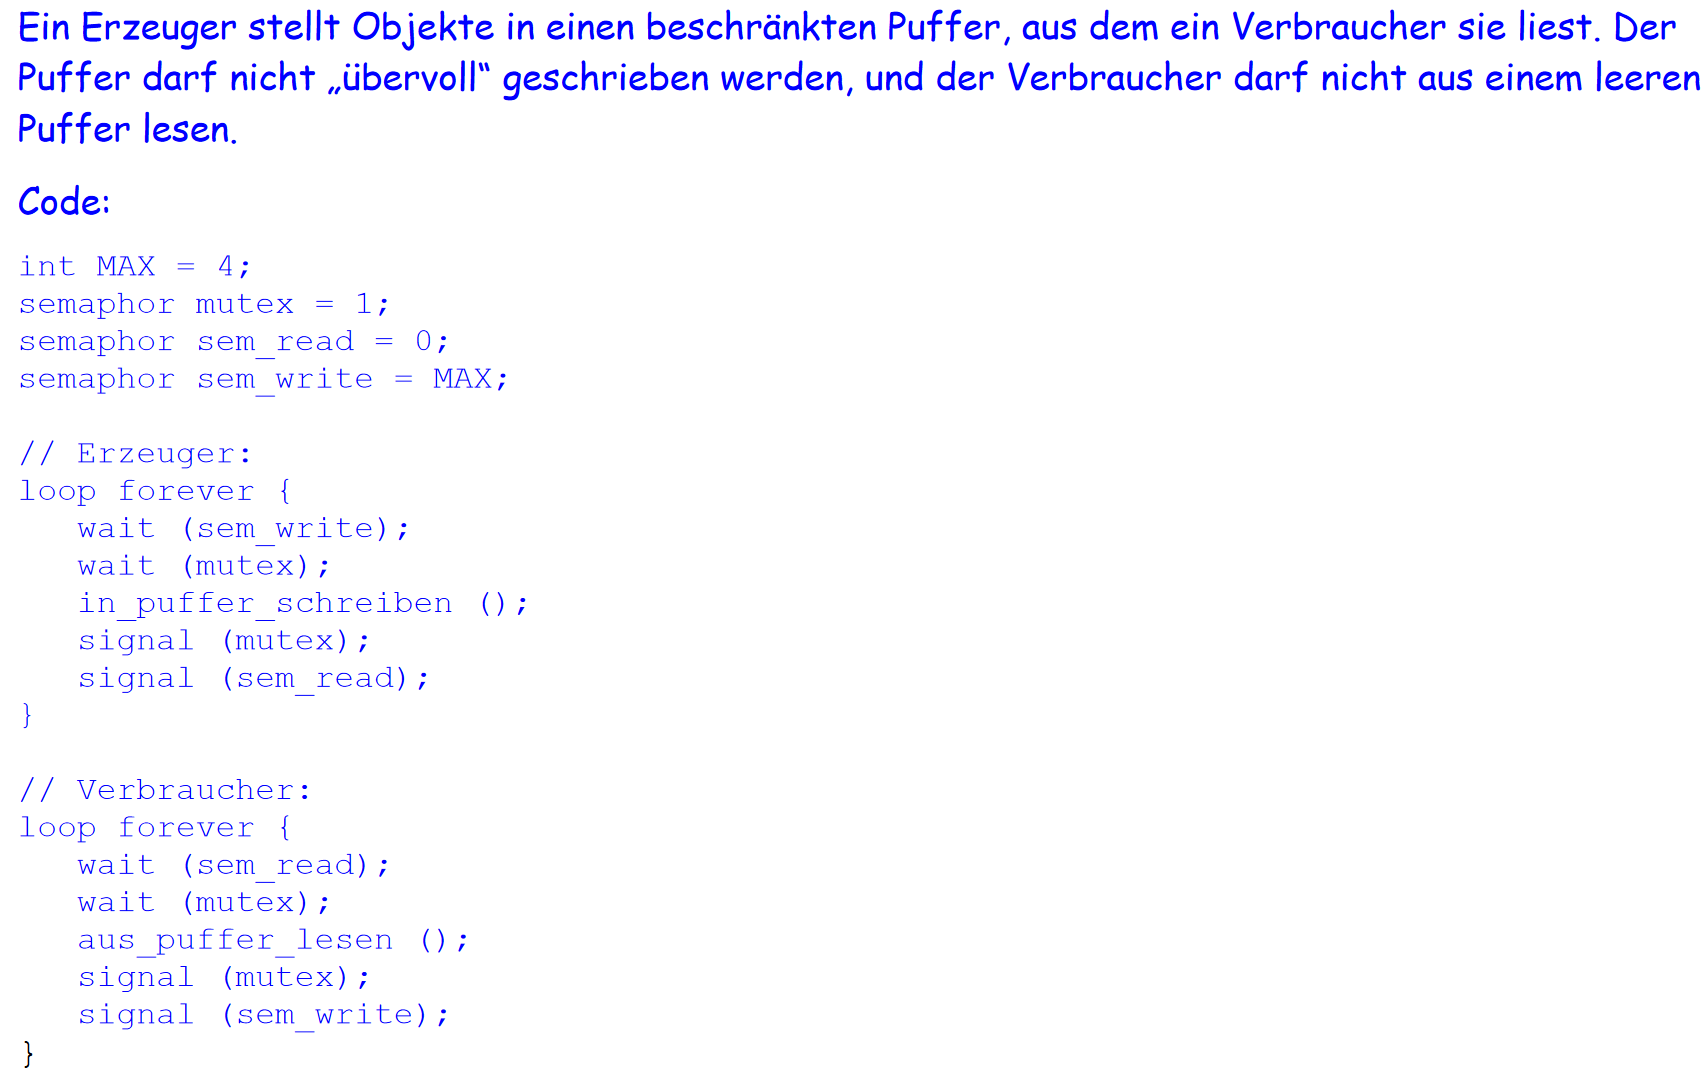 Ein Erzeuger stellt Objekte in einen beschränkten Puffer, aus dem ein Verbraucher sie liest. Der
Puffer darf nicht „übervoll“ geschrieben werden, und der Verbraucher darf nicht aus einem leeren
Puffer lesen.
Code:
int MAX = 4;
semaphor mutex = 1;
semaphor sem_read = 0;
semaphor sem_write = MAX;
// Erzeuger:
loop forever {
   wait (sem_write);
   wait (mutex);
   in_puffer_schreiben ();
   signal (mutex);
   signal (sem_read);
}
// Verbraucher:
loop forever {
   wait (sem_read);
   wait (mutex);
   aus_puffer_lesen ();
   signal (mutex);
   signal (sem_write);
}